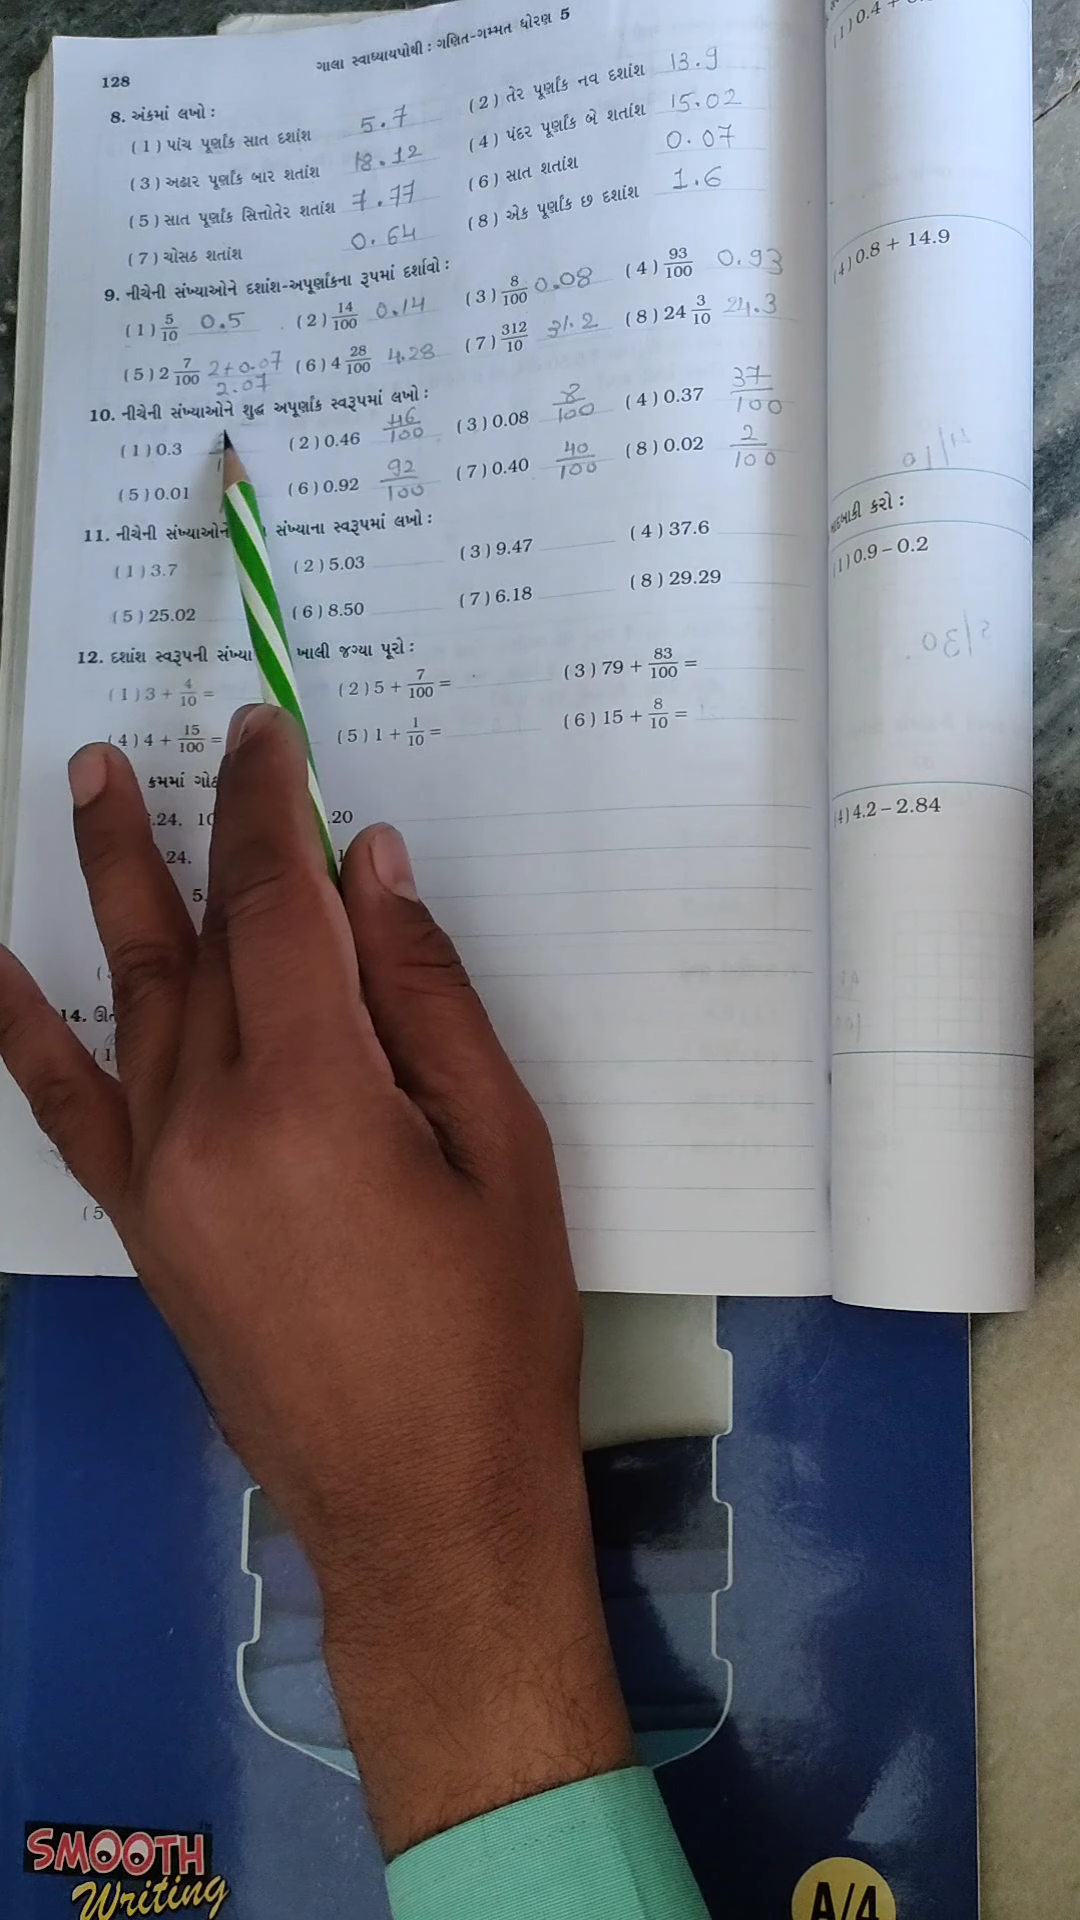 128 ગાલા સ્વાધ્યાયપોથી : ગણિત-ગમ્મત ધોરણ 5
8. અંકમાં લખો :
(1) પાંચ પૂર્ણાંક સાત દશાંશ 5.7 (2) તેર પૂર્ણાંક નવ દશાંશ 13.9
(3) અઢાર પૂર્ણાંક બાર શતાંશ 18.12 (4) પંદર પૂર્ણાંક બે શતાંશ 15.02
(5) સાત પૂર્ણાંક સિત્તોતેર શતાંશ 7.77 (6) સાત શતાંશ 0.07
(7) ચોસઠ શતાંશ 0.64 (8) એક પૂર્ણાંક છ દશાંશ 1.6
9. નીચેની સંખ્યાઓને દશાંશ-અપૂર્ણાંકના રૂપમાં દર્શાવો :
(1) 5/10 0.5 (2) 14/100 0.14 (3) 8/100 0.08 (4) 93/100 0.93
(5) 2 7/100 2+0.07 (6) 4 28/100 4.28 (7) 312/10 31.2 (8) 24 3/10 24.3
2.07
10. નીચેની સંખ્યાઓને શુદ્ધ અપૂર્ણાંક સ્વરૂપમાં લખો :
(1) 0.3 (2) 0.46 46/100 (3) 0.08 8/100 (4) 0.37 37/100
(5) 0.01 (6) 0.92 92/100 (7) 0.40 40/100 (8) 0.02 2/100
11. નીચેની સંખ્યાઓને સંખ્યાના સ્વરૂપમાં લખો :
(1) 3.7 (2) 5.03 (3) 9.47 (4) 37.6
(5) 25.02 (6) 8.50 (7) 6.18 (8) 29.29
12. દશાંશ સ્વરૂપની સંખ્યા ખાલી જગ્યા પૂરો :
(1) 3 + 4/10 = (2) 5 + 7/100 = (3) 79 + 83/100 =
(4) 4 + 15/100 = (5) 1 + 1/10 = (6) 15 + 8/10 =
ક્રમમાં
.24, 10 .20
24.
5.
14.
(1
(5
(1) 0.4 +
(4) 0.8 + 14.9
કરો :
(1) 0.9 – 0.2
(4) 4.2 – 2.84
SMOOTH
Writing
A/4